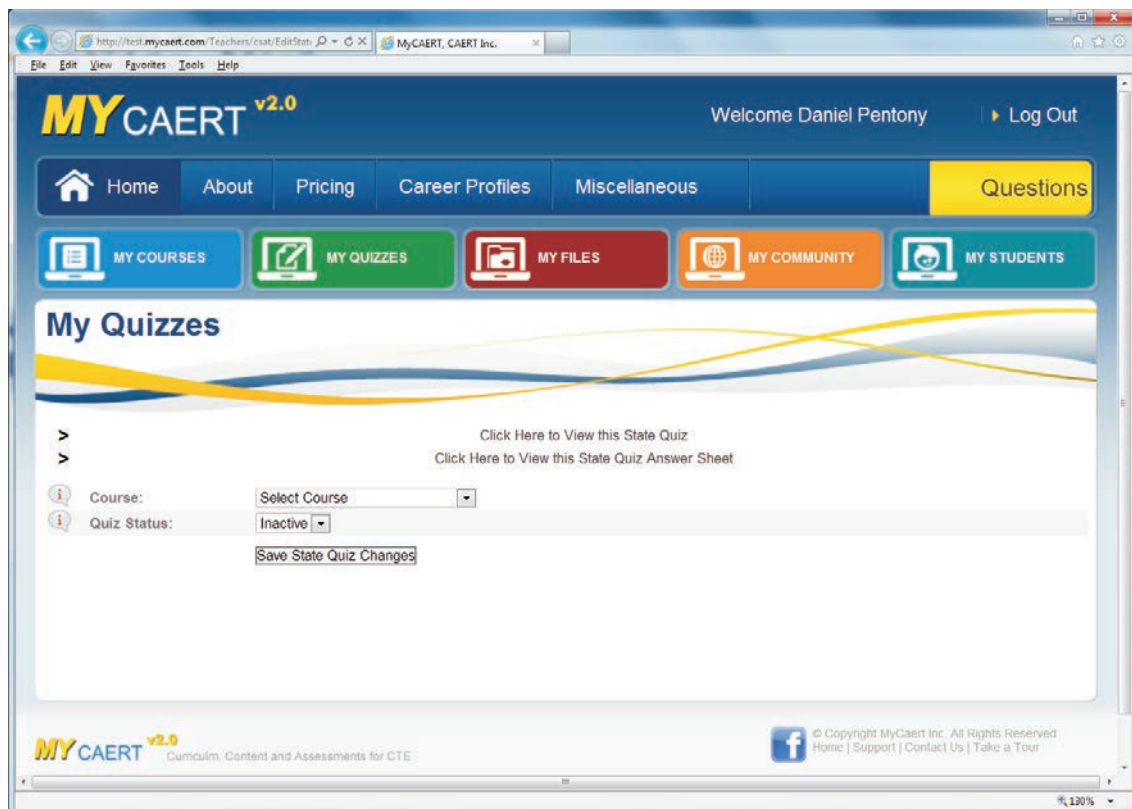 http://test.mycaert.com/Teachers/csat/EditStat
MyCAERT, CAERT Inc.
File Edit View Favorites Tools Help
MYCAERT v2.0
Welcome Daniel Pentony
Log Out
Home About Pricing Career Profiles Miscellaneous Questions
MY COURSES MY QUIZZES MY FILES MY COMMUNITY MY STUDENTS
My Quizzes
> Click Here to View this State Quiz
> Click Here to View this State Quiz Answer Sheet
Course: Select Course
Quiz Status: Inactive
Save State Quiz Changes
MYCAERT v2.0
Curriculm, Content and Assessments for CTE
© Copyright MyCaert Inc. All Rights Reserved
Home | Support | Contact Us | Take a Tour
130%